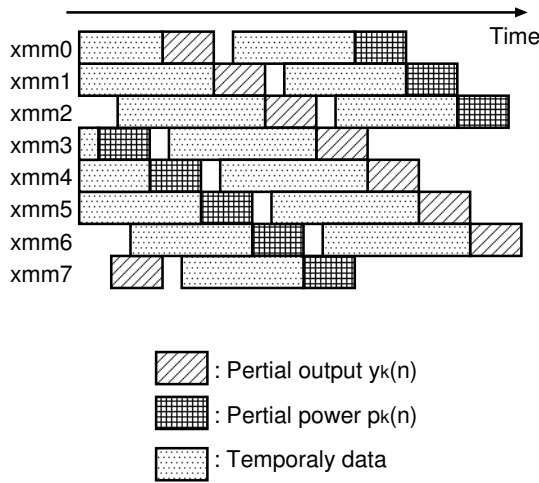 Time
xmm0
xmm1
xmm2
xmm3
xmm4
xmm5
xmm6
xmm7
: Pertial output yk(n)
: Pertial power pk(n)
: Temporaly data